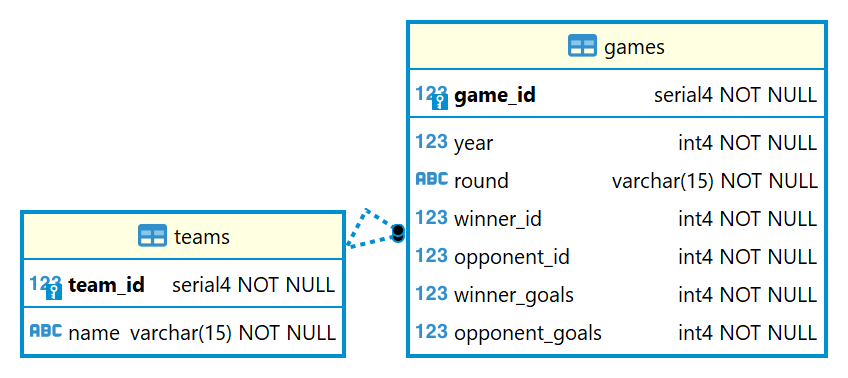 games
123 game_id serial4 NOT NULL
123 year int4 NOT NULL
ABC round varchar(15) NOT NULL
123 winner_id int4 NOT NULL
123 opponent_id int4 NOT NULL
123 winner_goals int4 NOT NULL
123 opponent_goals int4 NOT NULL
teams
123 team_id serial4 NOT NULL
ABC name varchar(15) NOT NULL